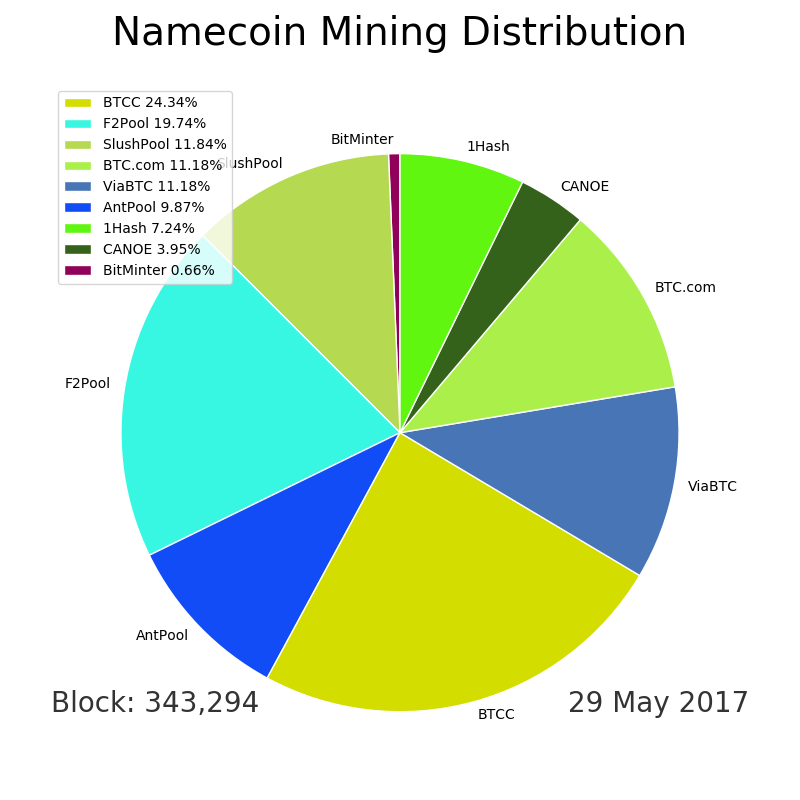 Namecoin Mining Distribution
BTCC 24.34%
F2Pool 19.74%
SlushPool 11.84%
BTC.com 11.18%
ViaBTC 11.18%
AntPool 9.87%
1Hash 7.24%
CANOE 3.95%
BitMinter 0.66%
BitMinter
1Hash
SlushPool
CANOE
BTC.com
F2Pool
ViaBTC
AntPool
Block: 343,294
29 May 2017
BTCC